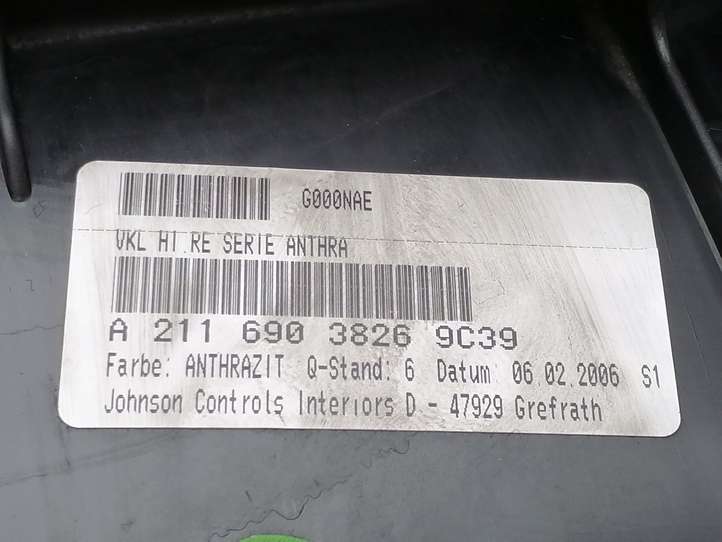 G000NAE
VKL HI.RE SERIE ANTHRA
A 211 690 3826 9C39
Farbe: ANTHRAZIT Q-Stand: 6 Datum: 06.02.2006 S1
Johnson Controls Interiors D - 47929 Grefrath